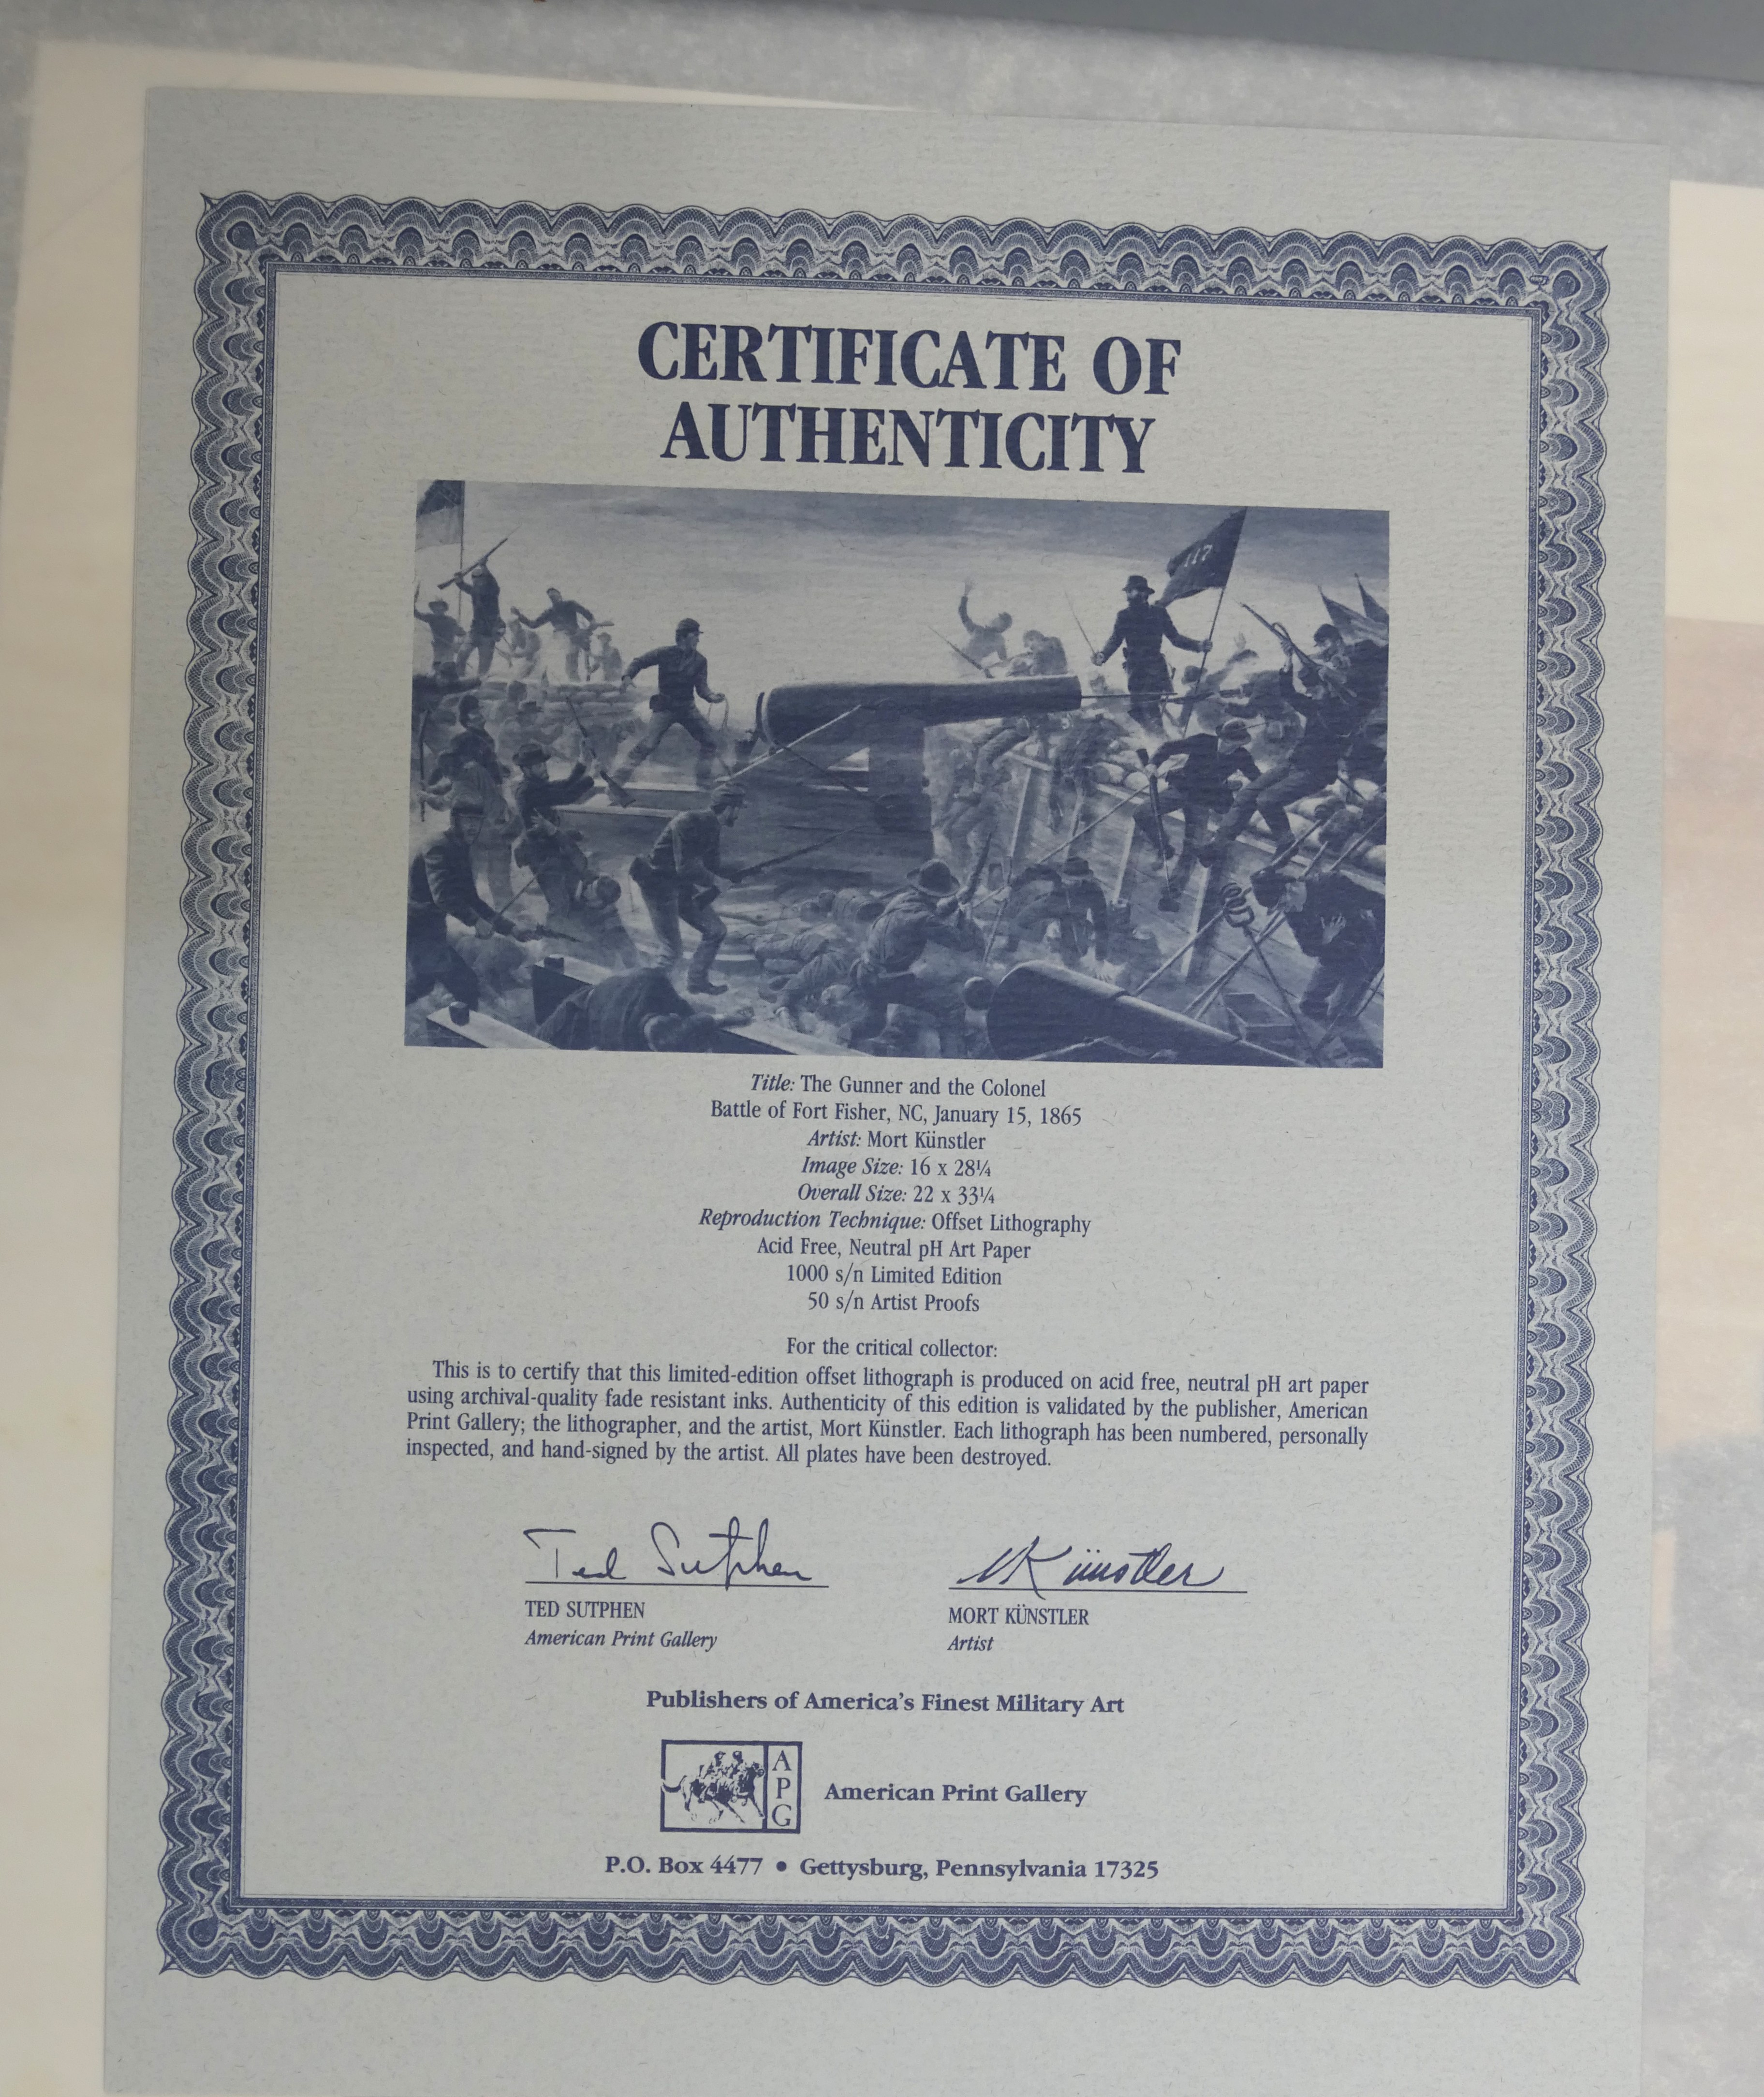 CERTIFICATE OF
AUTHENTICITY
117
Title: The Gunner and the Colonel
Battle of Fort Fisher, NC, January 15, 1865
Artist: Mort Künstler
Image Size: 16 x 28¼
Overall Size: 22 x 33¼
Reproduction Technique: Offset Lithography
Acid Free, Neutral pH Art Paper
1000 s/n Limited Edition
50 s/n Artist Proofs
For the critical collector:
This is to certify that this limited-edition offset lithograph is produced on acid free, neutral pH art paper
using archival-quality fade resistant inks. Authenticity of this edition is validated by the publisher, American
Print Gallery; the lithographer, and the artist, Mort Künstler. Each lithograph has been numbered, personally
inspected, and hand-signed by the artist. All plates have been destroyed.
Ted Sutphen
MKünstler
TED SUTPHEN
American Print Gallery
MORT KÜNSTLER
Artist
Publishers of America's Finest Military Art
APG
American Print Gallery
P.O. Box 4477 • Gettysburg, Pennsylvania 17325